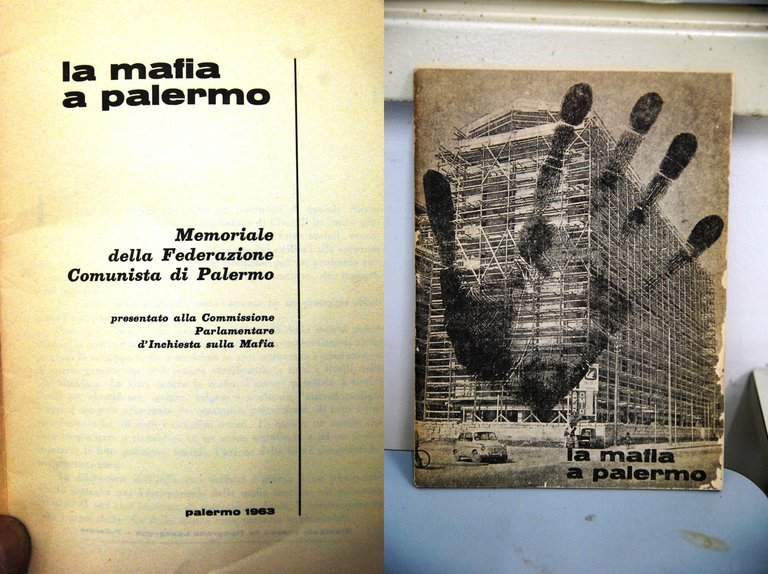 la mafia
a palermo
Memoriale
della Federazione
Comunista di Palermo
presentato alla Commissione
Parlamentare
d'Inchiesta sulla Mafia
palermo 1963
la mafia
a palermo